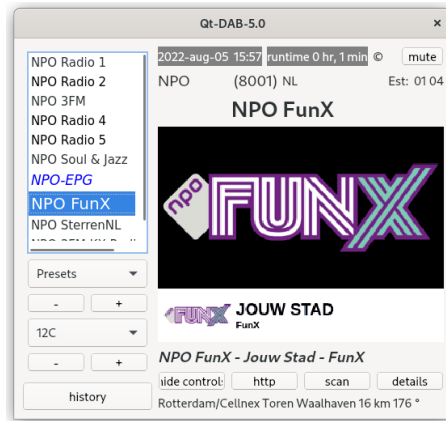 Qt-DAB-5.0
×
NPO Radio 1
NPO Radio 2
NPO 3FM
NPO Radio 4
NPO Radio 5
NPO Soul & Jazz
NPO-EPG
NPO FunX
NPO SterrenNL
Presets
- +
12C
- +
history
2022-aug-05 15:57 runtime 0 hr, 1 min © mute
NPO (8001) NL Est: 01 04
NPO FunX
npo FUNX
npo FUNX JOUW STAD
FunX
NPO FunX - Jouw Stad - FunX
ide control: http scan details
Rotterdam/Cellnex Toren Waalhaven 16 km 176 °